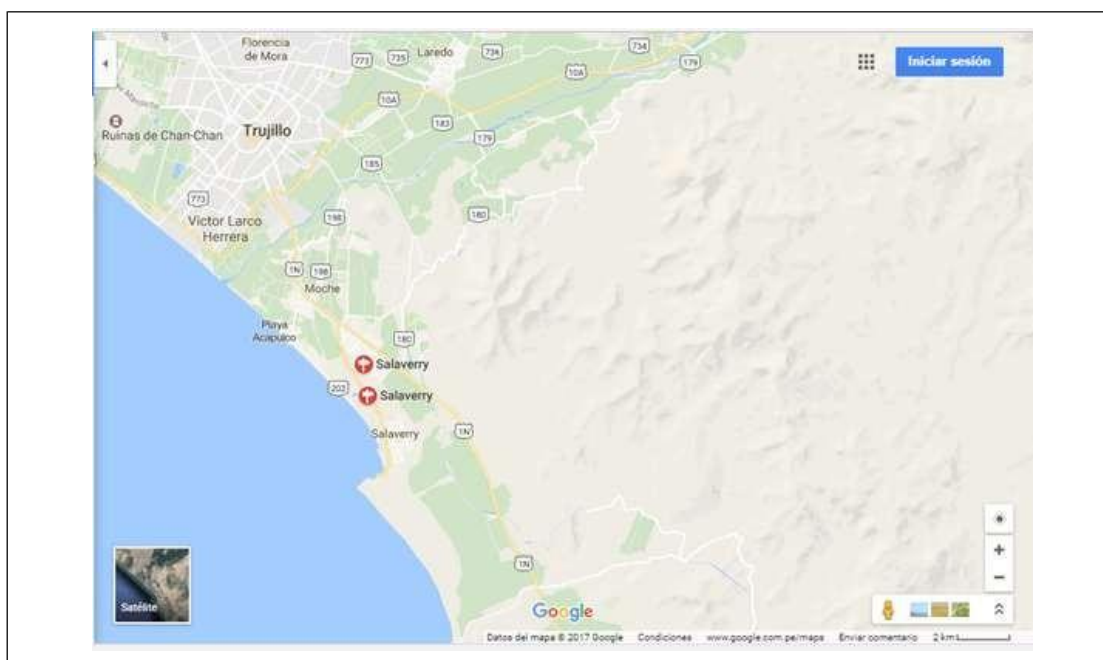 Florencia
de Mora
Laredo
773
735
73A
734
179
10A
Iniciar sesión
10A
Ruinas de Chan-Chan
Trujillo
183
179
185
773
198
180
Victor Larco
Herrera
1N
198
Moche
Playa
Acapulco
180
Salaverry
202
Salaverry
Salaverry
1N
1N
Satélite
Google
Datos del mapa © 2017 Google Condiciones www.google.com.pe/maps Enviar comentario 2 km